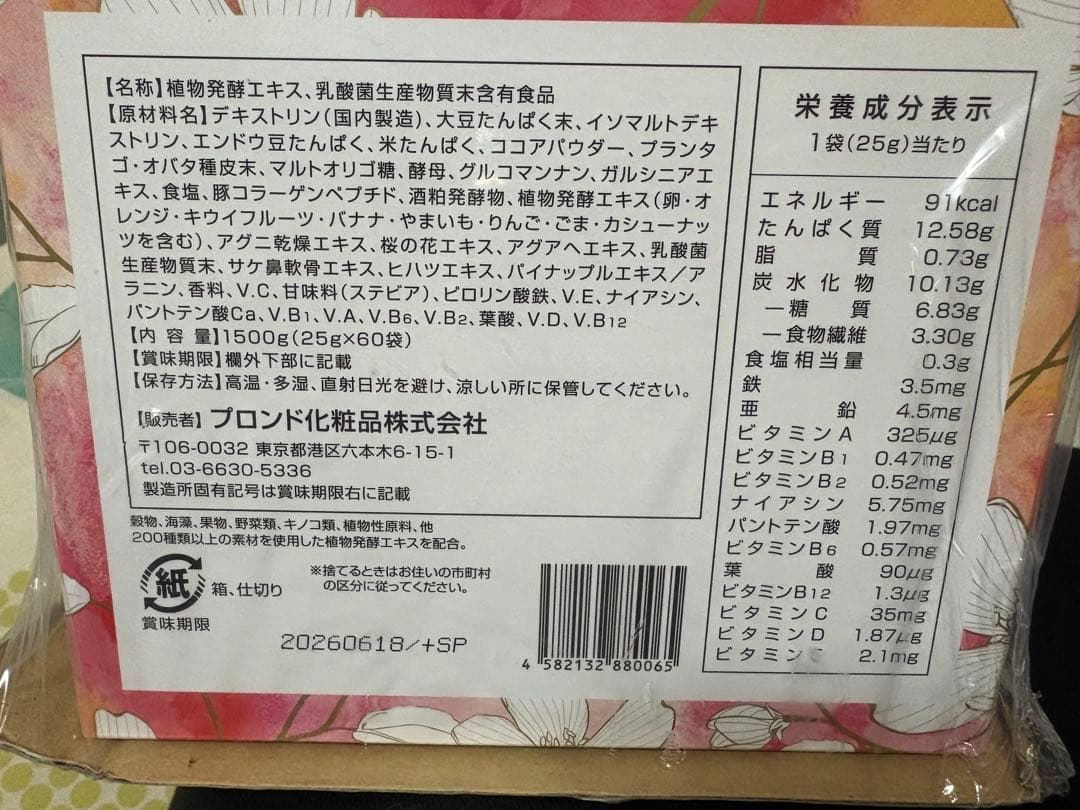 【名称】植物発酵エキス、乳酸菌生産物質末含有食品
【原材料名】デキストリン(国内製造)、大豆たんぱく末、イソマルトデキ
ストリン、エンドウ豆たんぱく、米たんぱく、ココアパウダー、プランタ
ゴ・オバタ種皮末、マルトオリゴ糖、酵母、グルコマンナン、ガルシニアエ
キス、食塩、豚コラーゲンペプチド、酒粕発酵物、植物発酵エキス(卵・オ
レンジ・キウイフルーツ・バナナ・やまいも・りんご・ごま・カシューナッ
ツを含む)、アグニ乾燥エキス、桜の花エキス、アグアヘエキス、乳酸菌
生産物質末、サケ鼻軟骨エキス、ヒハツエキス、パイナップルエキス/ア
ラニン、香料、V.C、甘味料(ステビア)、ピロリン酸鉄、V.E、ナイアシン、
パントテン酸Ca、V.B1、V.A、V.B6、V.B2、葉酸、V.D、V.B12
【内 容 量】1500g(25g×60袋)
【賞味期限】欄外下部に記載
【保存方法】高温・多湿、直射日光を避け、涼しい所に保管してください。
【販売者】プロンド化粧品株式会社
〒106-0032 東京都港区六本木6-15-1
tel.03-6630-5336
製造所固有記号は賞味期限右に記載
穀物、海藻、果物、野菜類、キノコ類、植物性原料、他
200種類以上の素材を使用した植物発酵エキスを配合。
紙
箱、仕切り
※捨てるときはお住いの市町村
の区分に従ってください。
賞味期限
20260618/+SP
4 582132 880065
栄養成分表示
1袋(25g)当たり
エネルギー 91kcal
たんぱく質 12.58g
脂質 0.73g
炭水化物 10.13g
―糖質 6.83g
―食物繊維 3.30g
食塩相当量 0.3g
鉄 3.5mg
亜鉛 4.5mg
ビタミンA 325μg
ビタミンB1 0.47mg
ビタミンB2 0.52mg
ナイアシン 5.75mg
パントテン酸 1.97mg
ビタミンB6 0.57mg
葉酸 90μg
ビタミンB12 1.3μg
ビタミンC 35mg
ビタミンD 1.87μg
ビタミン 2.1mg